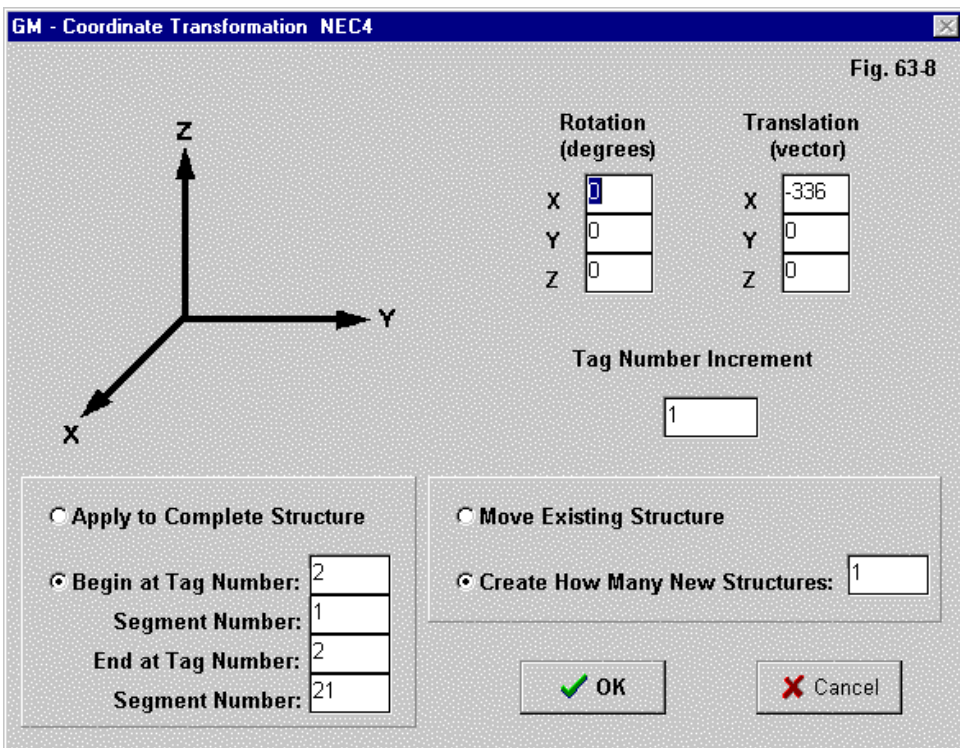 GM - Coordinate Transformation NEC4
Fig. 63-8
Z
Y
X
Rotation
(degrees)
X 0
Y 0
Z 0
Translation
(vector)
X -336
Y 0
Z 0
Tag Number Increment
1
Apply to Complete Structure
Begin at Tag Number: 2
Segment Number: 1
End at Tag Number: 2
Segment Number: 21
Move Existing Structure
Create How Many New Structures: 1
OK
Cancel